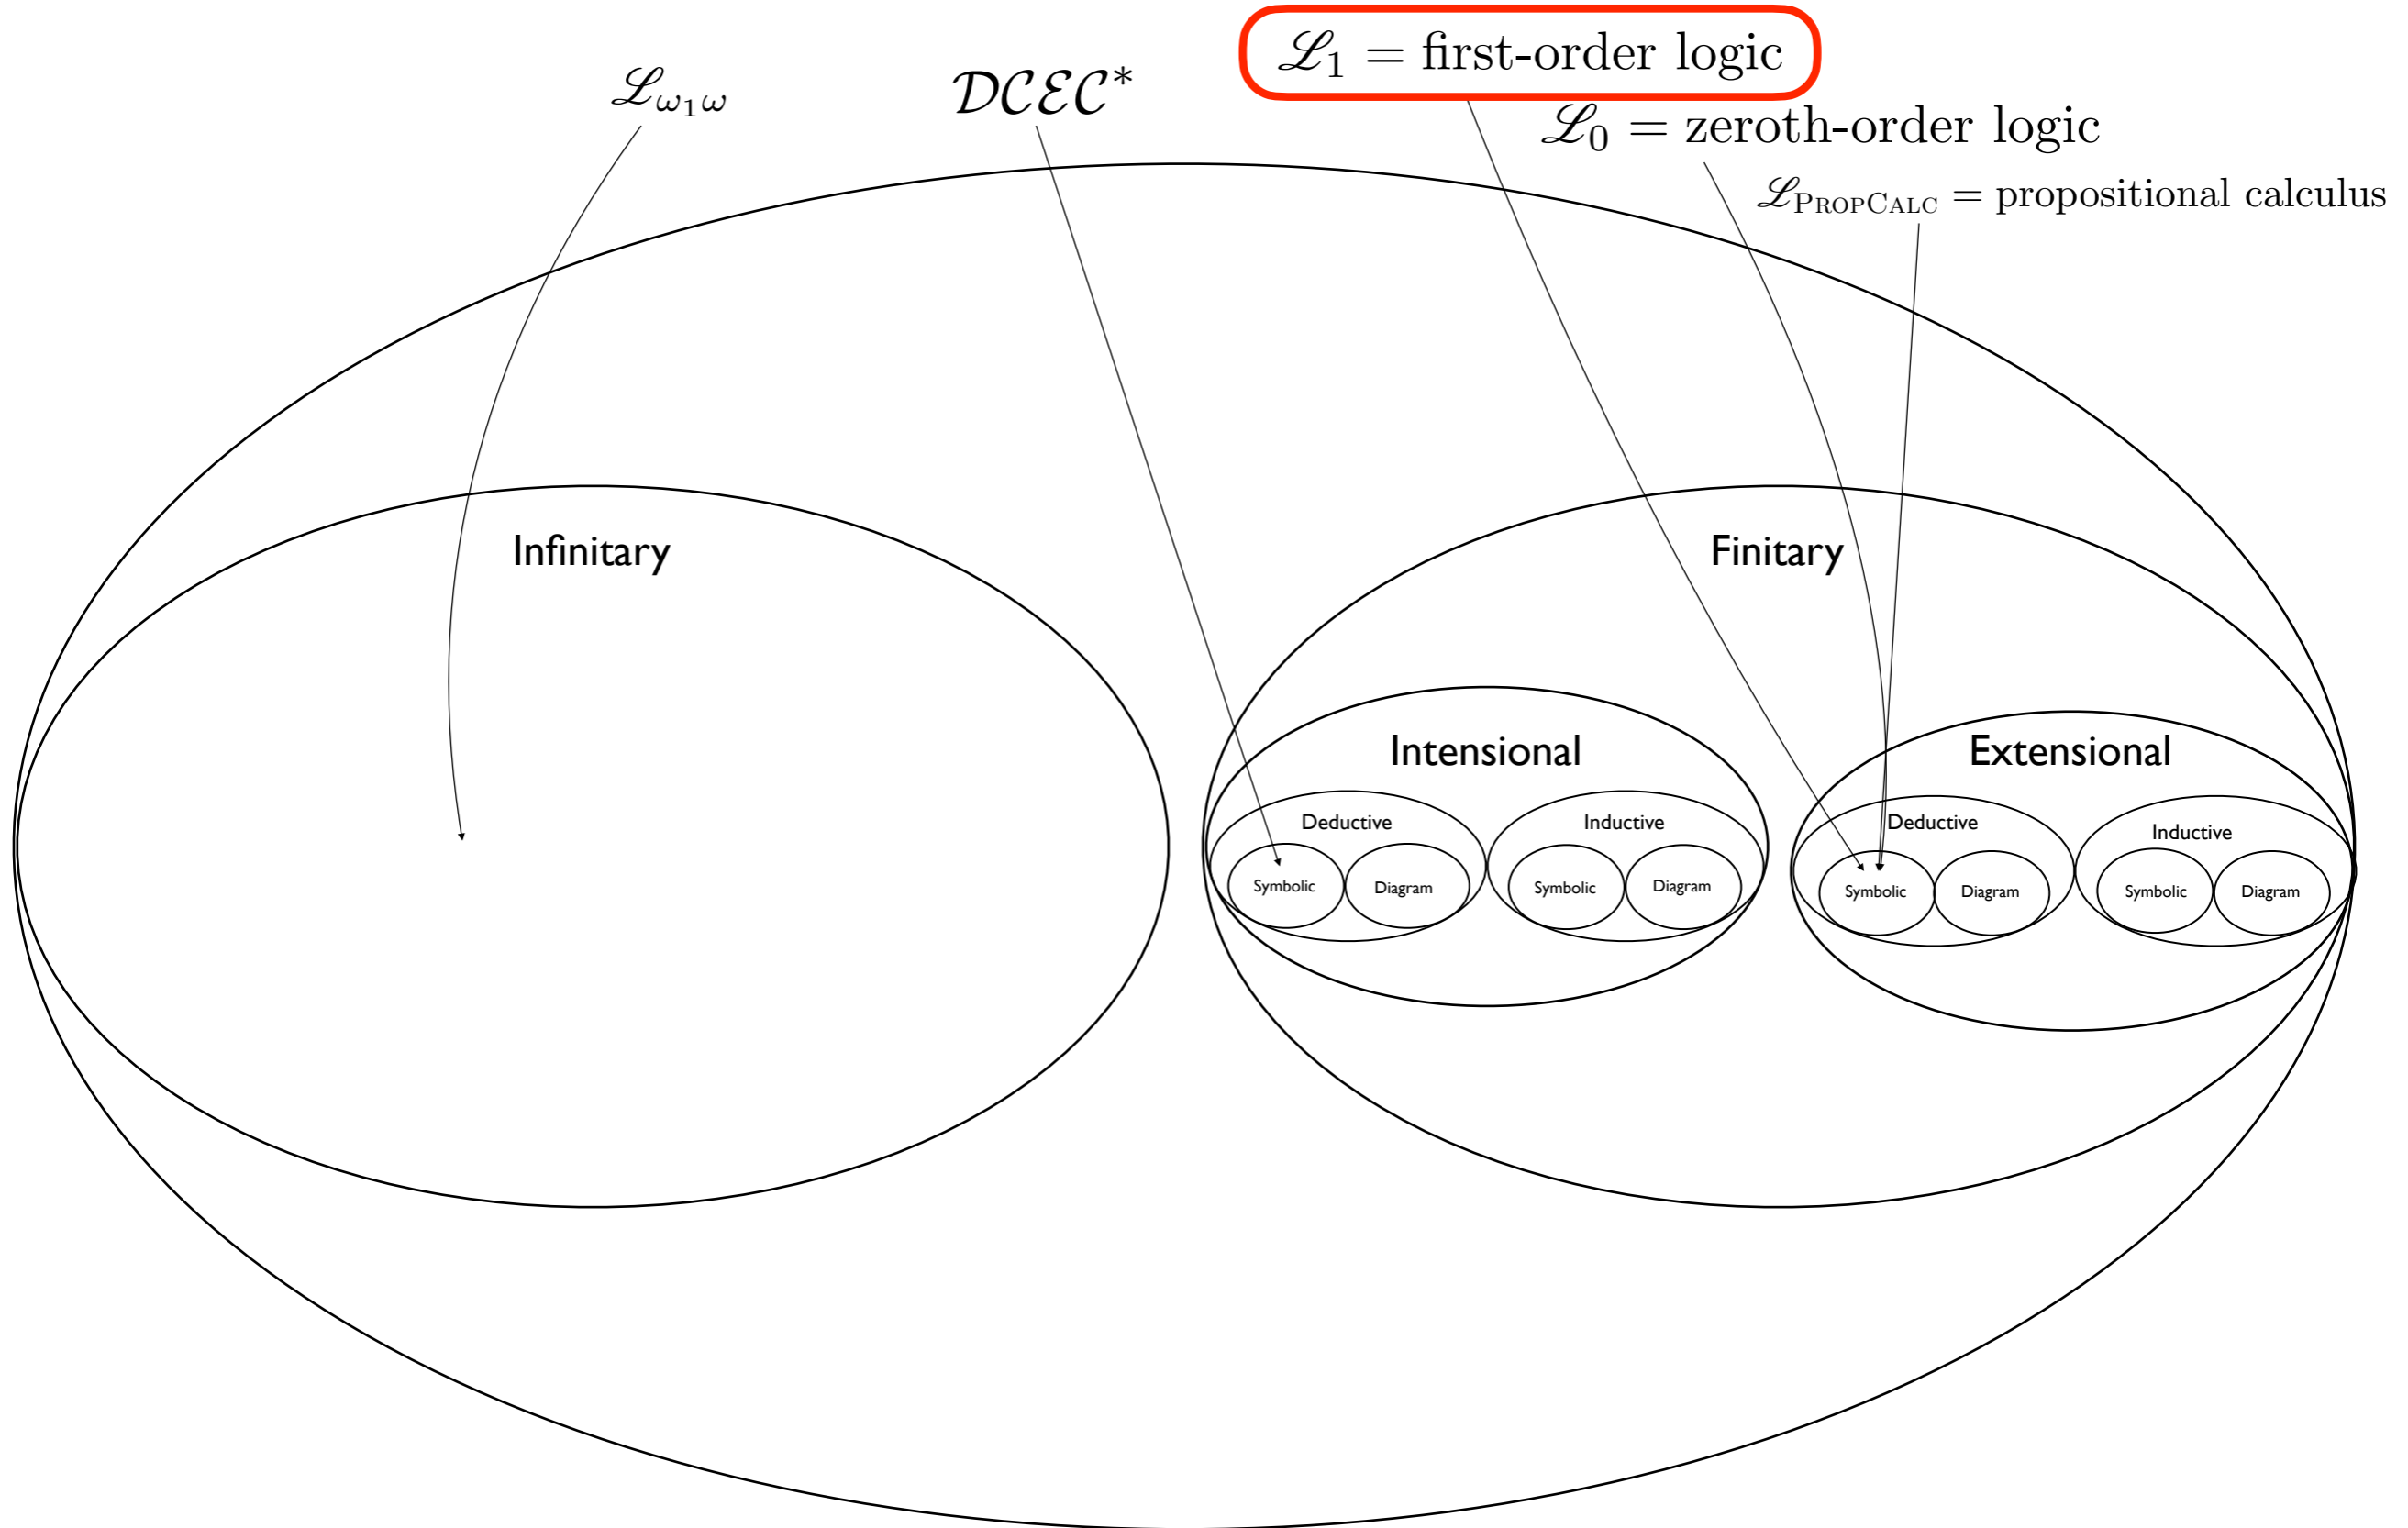 ℒ₁ = first-order logic
ℒ_{ω₁ω}
𝒟𝒞ℰ𝒞*
ℒ₀ = zeroth-order logic
ℒ_{PROPCALC} = propositional calculus
Infinitary
Finitary
Intensional
Extensional
Deductive
Inductive
Deductive
Inductive
Symbolic
Diagram
Symbolic
Diagram
Symbolic
Diagram
Symbolic
Diagram